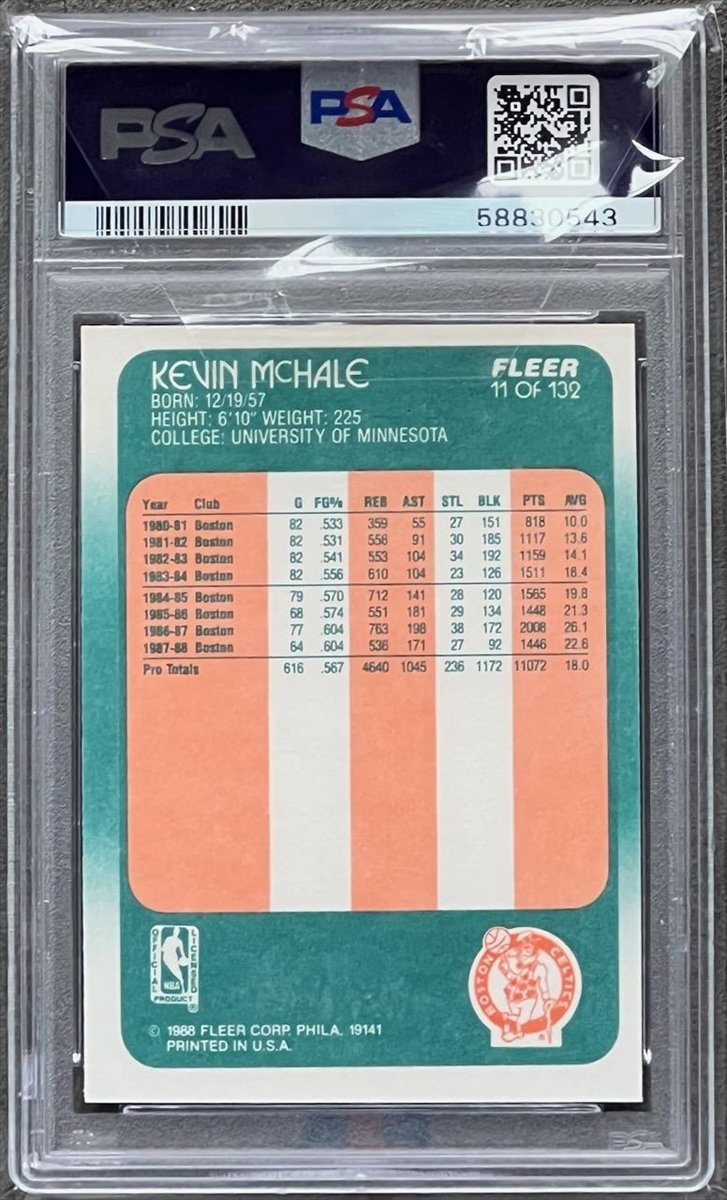 PSA
PSA
58830543
KEVIN McHALE
FLEER
11 OF 132
BORN: 12/19/57
HEIGHT: 6'10" WEIGHT: 225
COLLEGE: UNIVERSITY OF MINNESOTA
Year Club G FG% REB AST STL BLK PTS AVG
1980-81 Boston 82 .533 359 55 27 151 818 10.0
1981-82 Boston 82 .531 556 91 30 185 1117 13.6
1982-83 Boston 82 .541 553 104 34 192 1159 14.1
1983-84 Boston 82 .556 610 104 23 126 1511 18.4
1984-85 Boston 79 .570 712 141 28 120 1565 19.8
1985-86 Boston 68 .574 551 181 29 134 1448 21.3
1986-87 Boston 77 .604 763 198 38 172 2008 26.1
1987-88 Boston 64 .604 536 171 27 92 1446 22.6
Pro Totals 616 .567 4640 1045 236 1172 11072 18.0
OFFICIAL LICENSED
NBA
PRODUCT ®
BOSTON CELTICS
© 1988 FLEER CORP. PHILA. 19141
PRINTED IN U.S.A.
PSA